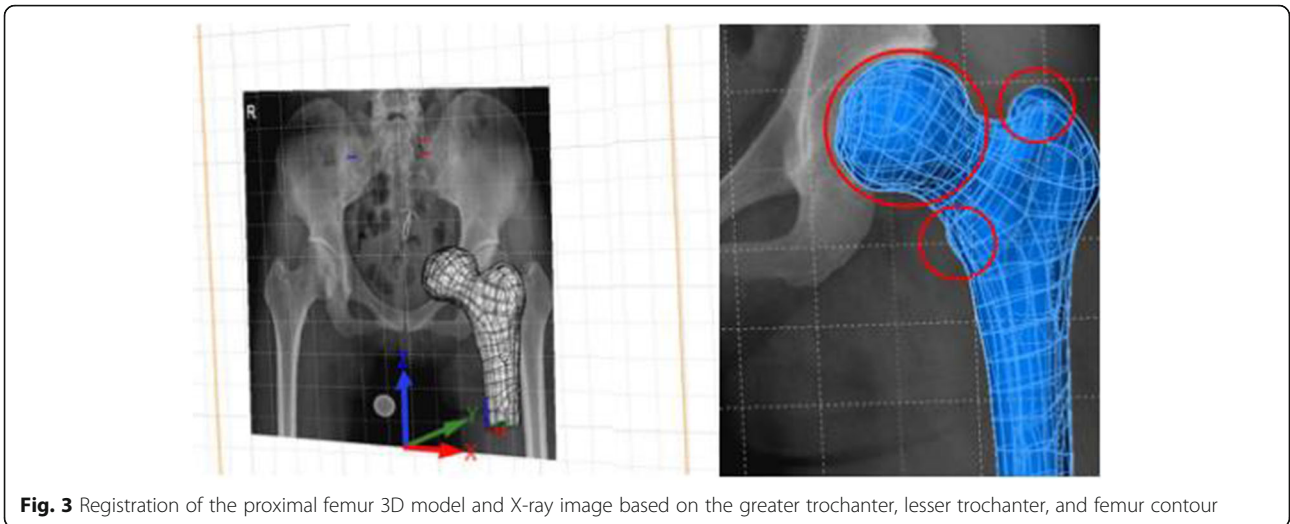 R
Z
Y
X
Fig. 3 Registration of the proximal femur 3D model and X-ray image based on the greater trochanter, lesser trochanter, and femur contour